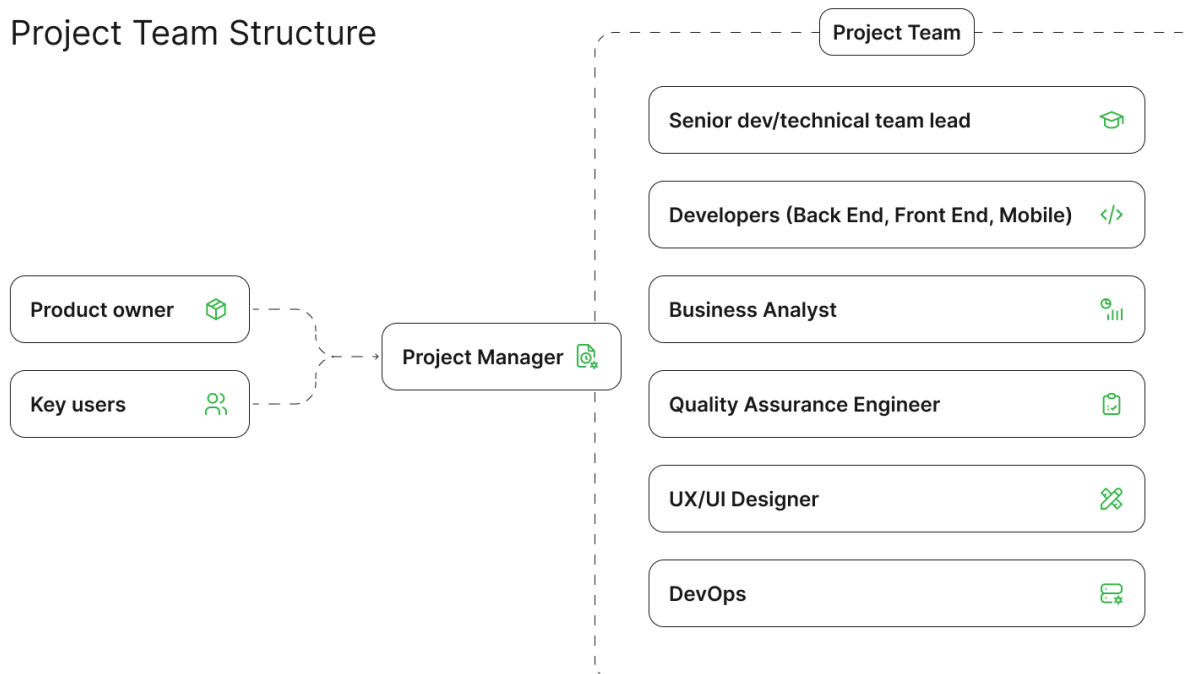 Project Team Structure
Project Team
Senior dev/technical team lead
Developers (Back End, Front End, Mobile)
Product owner
Business Analyst
Project Manager
Key users
Quality Assurance Engineer
UX/UI Designer
DevOps